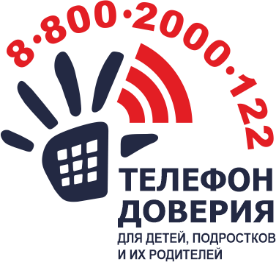 8·800·2000·122
ТЕЛЕФОН
ДОВЕРИЯ
ДЛЯ ДЕТЕЙ, ПОДРОСТКОВ
И ИХ РОДИТЕЛЕЙ